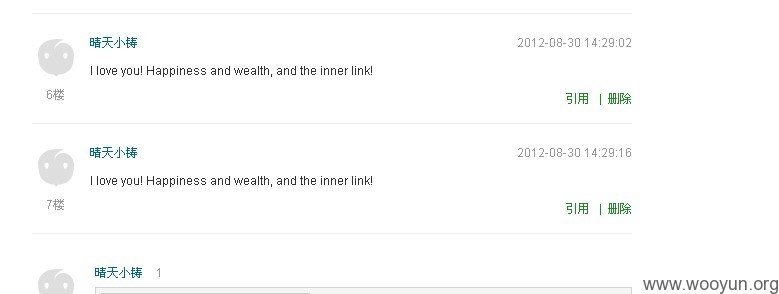 晴天小铸 2012-08-30 14:29:02
I love you! Happiness and wealth, and the inner link!
6楼
引用 | 删除
晴天小铸 2012-08-30 14:29:16
I love you! Happiness and wealth, and the inner link!
7楼
引用 | 删除
晴天小铸 1
www.wooyun.org